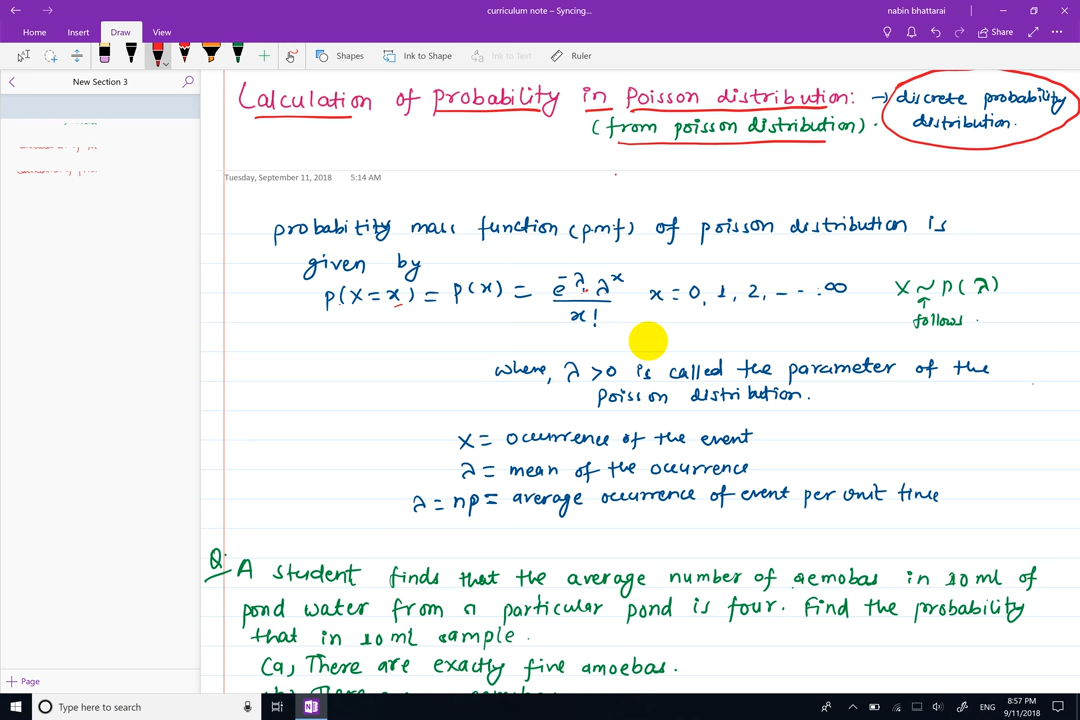 curriculum note - Syncing...
nabin bhattarai
Home Insert Draw View
Share
Shapes Ink to Shape Ink to Text Ruler
New Section 3
Calculation of probability in Poisson distribution: → discrete probability
(from poisson distribution). distribution.
Tuesday, September 11, 2018 5:14 AM
probability mass function (p.m.f) of poisson distribution is
given by
P(X = x) = P(x) = e^-λ . λ^x / x! x = 0, 1, 2, - - - . . ∞ X ~ P(λ)
↑
follows
where, λ > 0 is called the parameter of the
Poisson distribution.
X = occurrence of the event
λ = mean of the occurrence
λ = np = average occurrence of event per unit time
Q: A student finds that the average number of aemobas in 10 ml of
pond water from a particular pond is four. Find the probability
that in 10 ml sample.
(a, There are exactly five amoebas.
Page
Type here to search
8:57 PM
ENG
9/11/2018